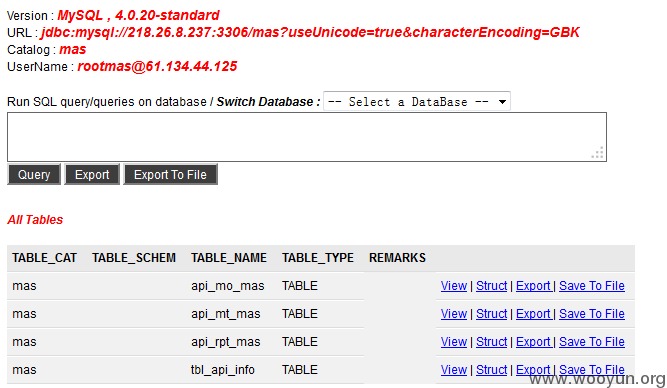 Version : MySQL , 4.0.20-standard
URL : jdbc:mysql://218.26.8.237:3306/mas?useUnicode=true&characterEncoding=GBK
Catalog : mas
UserName : rootmas@61.134.44.125
Run SQL query/queries on database / Switch Database : -- Select a DataBase --
Query Export Export To File
All Tables
TABLE_CAT TABLE_SCHEM TABLE_NAME TABLE_TYPE REMARKS
mas api_mo_mas TABLE View | Struct | Export | Save To File
mas api_mt_mas TABLE View | Struct | Export | Save To File
mas api_rpt_mas TABLE View | Struct | Export | Save To File
mas tbl_api_info TABLE View | Struct | Export | Save To File
www.wooyun.org